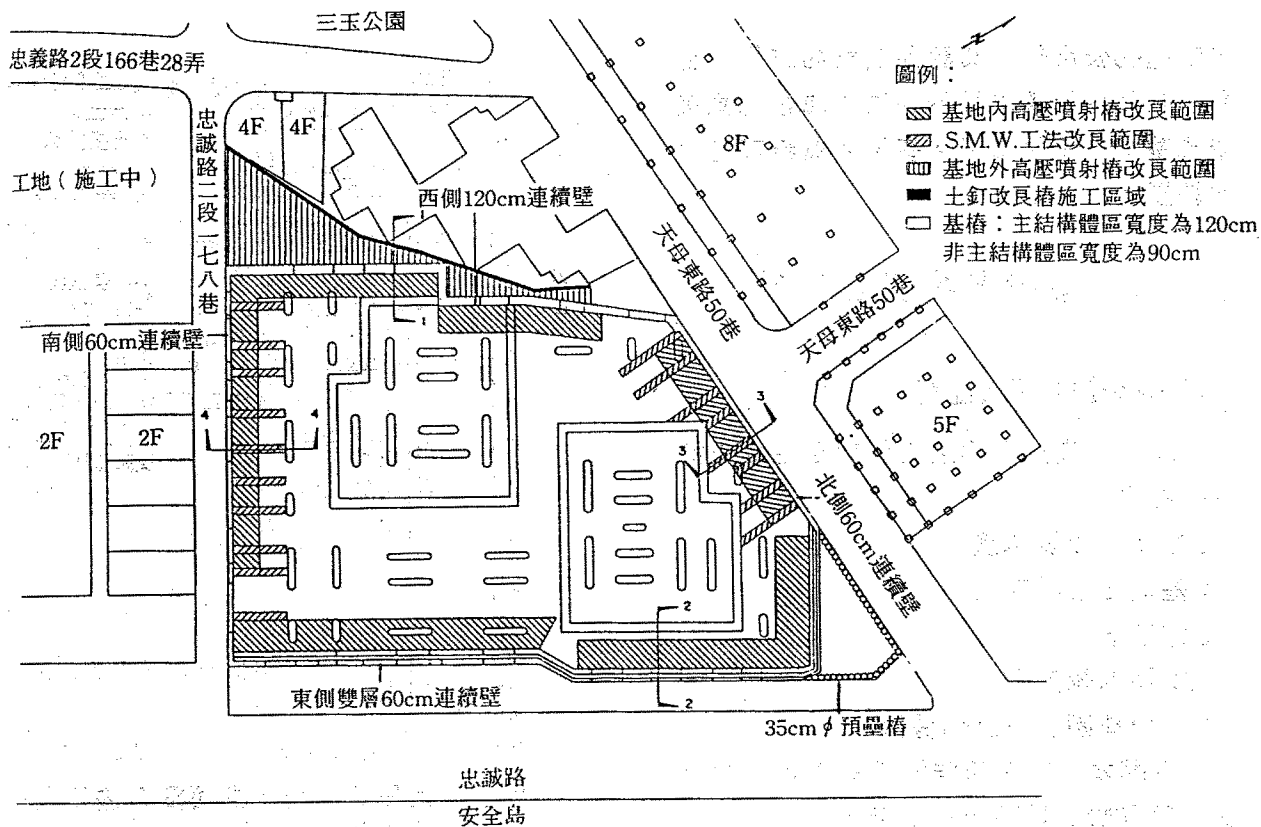 三玉公園
忠義路2段166巷28弄
圖例：
基地內高壓噴射樁改良範圍
S.M.W.工法改良範圍
基地外高壓噴射樁改良範圍
土釘改良樁施工區域
基樁：主結構體區寬度為120cm
非主結構體區寬度為90cm
N
4F
4F
8F
忠誠路二段一七八巷
工地（施工中）
西側120cm連續壁
天母東路50巷
天母東路50巷
1
南側60cm連續壁
3
4
4
3
2F
2F
5F
北側60cm連續壁
2
東側雙層60cm連續壁
2
35cm φ 預壘樁
忠誠路
安全島